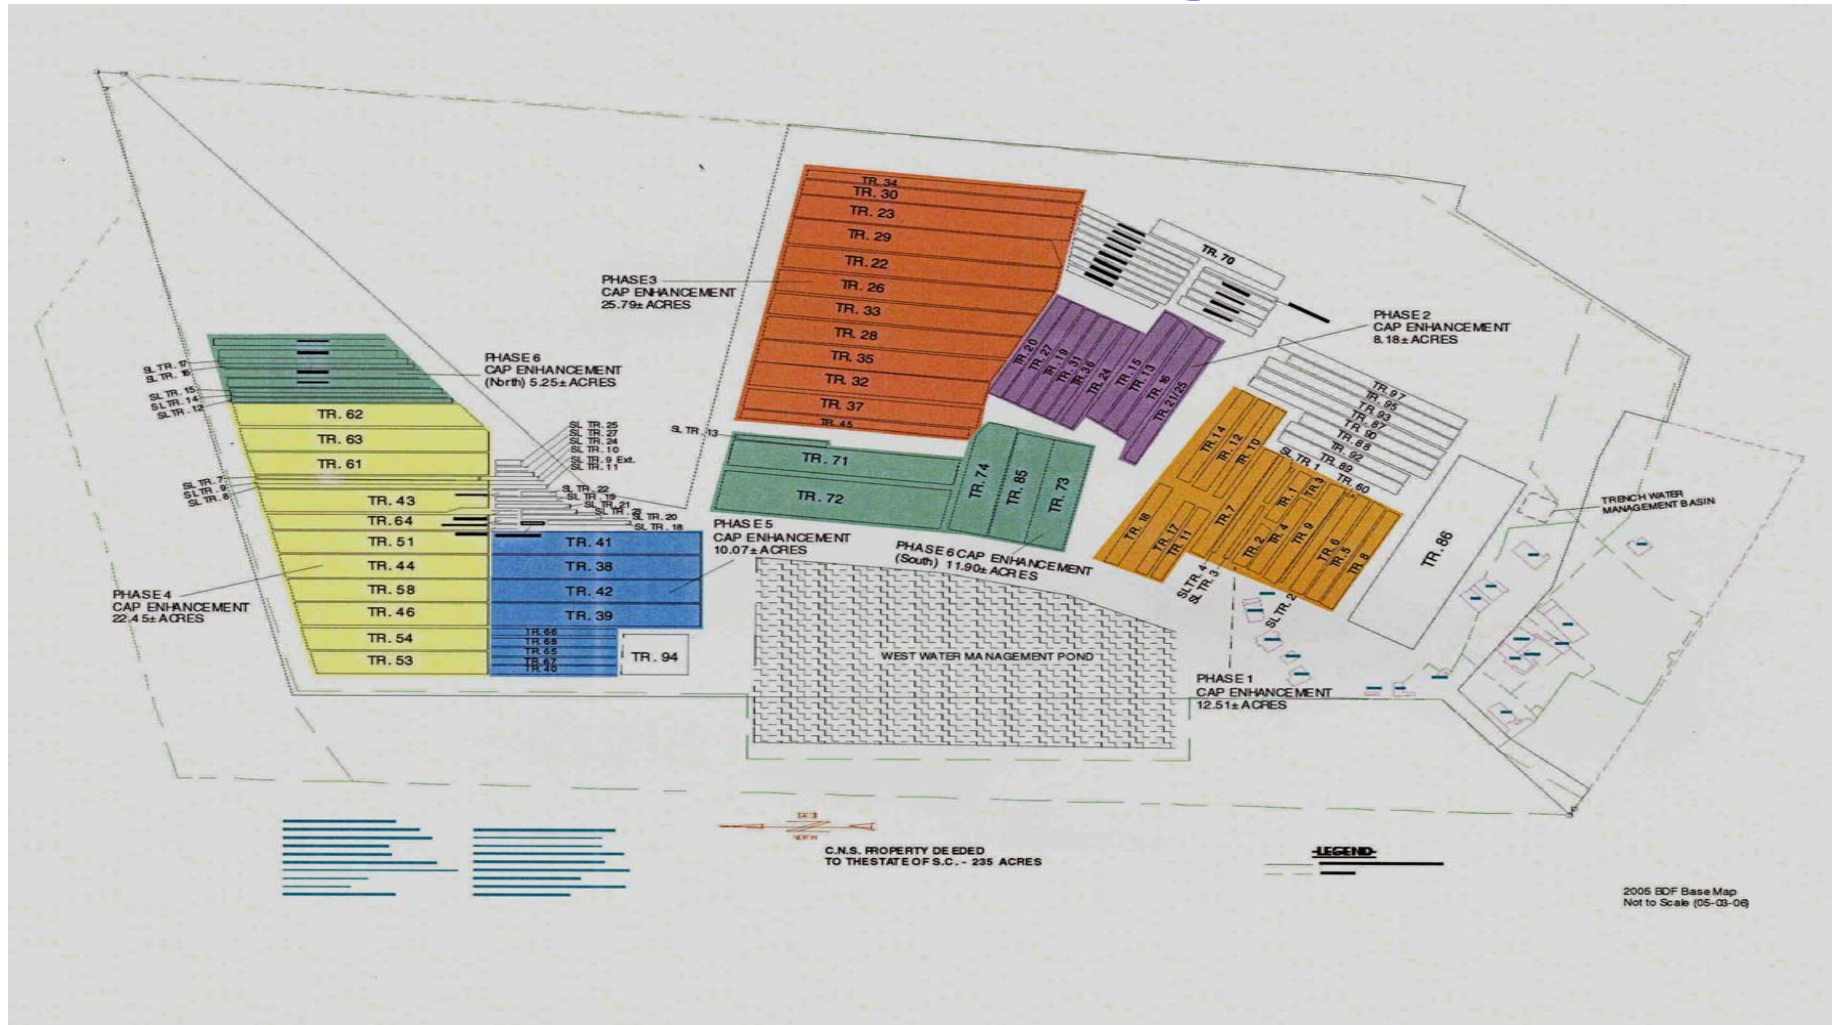 TR. 34
TR. 30
TR. 23
TR. 29
TR. 22
TR. 26
TR. 33
TR. 28
TR. 35
TR. 32
TR. 37
TR. 45
TR. 70
PHASE 3
CAP ENHANCEMENT
25.79± ACRES
PHASE 2
CAP ENHANCEMENT
8.18± ACRES
TR. 20
TR. 27
TR. 19
TR. 31
TR. 36
TR. 24
TR. 15
TR. 13
TR. 16
TR. 21/25
PHASE 6
CAP ENHANCEMENT
(North) 5.25± ACRES
SL TR. 17
SL TR. 16
SL TR. 15
SL TR. 14
SL TR. 12
TR. 62
TR. 63
TR. 61
SL TR. 7
SL TR. 9
SL TR. 8
TR. 43
TR. 64
TR. 51
TR. 44
TR. 58
TR. 46
TR. 54
TR. 53
SL TR. 25
SL TR. 27
SL TR. 24
SL TR. 10
SL TR. 9 Ext.
SL TR. 11
SL TR. 22
SL TR. 19
SL TR. 21
SL TR. 20
SL TR. 18
SL TR. 13
TR. 71
TR. 72
TR. 74
TR. 85
TR. 73
TR. 97
TR. 95
TR. 93
TR. 87
TR. 90
TR. 88
TR. 92
TR. 89
TR. 60
SL TR. 1
TR. 14
TR. 12
TR. 10
TR. 1
TR. 3
TR. 7
TR. 18
TR. 17
TR. 11
TR. 2
TR. 4
TR. 9
TR. 6
TR. 5
TR. 8
SL TR. 4
SL TR. 3
SL TR. 2
TR. 86
TRENCH WATER
MANAGEMENT BASIN
PHASE 5
CAP ENHANCEMENT
10.07± ACRES
PHASE 6 CAP ENHANCEMENT
(South) 11.90± ACRES
TR. 41
TR. 38
TR. 42
TR. 39
TR. 66
TR. 68
TR. 65
TR. 67
TR. 40
TR. 94
PHASE 4
CAP ENHANCEMENT
22.45± ACRES
WEST WATER MANAGEMENT POND
PHASE 1
CAP ENHANCEMENT
12.51± ACRES
C.N.S. PROPERTY DEEDED
TO THE STATE OF S.C. - 235 ACRES
LEGEND
2005 BDF Base Map
Not to Scale (05-03-06)